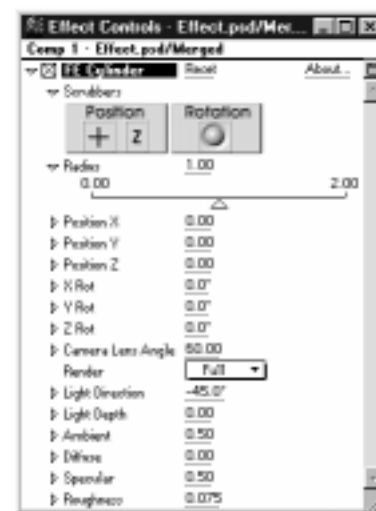 Effect Controls - Effect.psd/Mer...
Comp 1 - Effect.psd/Merged
FE Cylinder Reset About...
Scrubbers
Position Rotation
Z
Radius 1.00
0.00 2.00
Position X 0.00
Position Y 0.00
Position Z 0.00
X Rot 0.0°
Y Rot 0.0°
Z Rot 0.0°
Camera Lens Angle 60.00
Render Full
Light Direction -45.0°
Light Depth 0.00
Ambient 0.50
Diffuse 0.00
Specular 0.50
Roughness 0.075